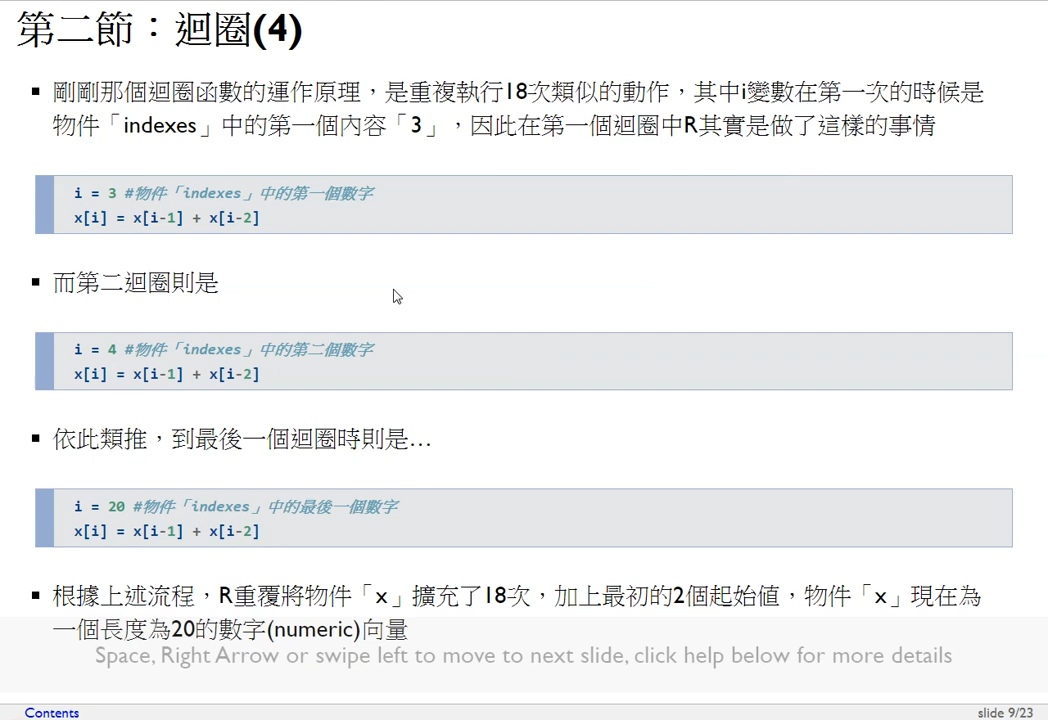 第二節：迴圈(4)
▪ 剛剛那個迴圈函數的運作原理，是重複執行18次類似的動作，其中i變數在第一次的時候是
物件「indexes」中的第一個內容「3」，因此在第一個迴圈中R其實是做了這樣的事情
i = 3 #物件「indexes」中的第一個數字
x[i] = x[i-1] + x[i-2]
▪ 而第二迴圈則是
i = 4 #物件「indexes」中的第二個數字
x[i] = x[i-1] + x[i-2]
▪ 依此類推，到最後一個迴圈時則是…
i = 20 #物件「indexes」中的最後一個數字
x[i] = x[i-1] + x[i-2]
▪ 根據上述流程，R重覆將物件「x」擴充了18次，加上最初的2個起始值，物件「x」現在為
一個長度為20的數字(numeric)向量
Space, Right Arrow or swipe left to move to next slide, click help below for more details
Contents
slide 9/23